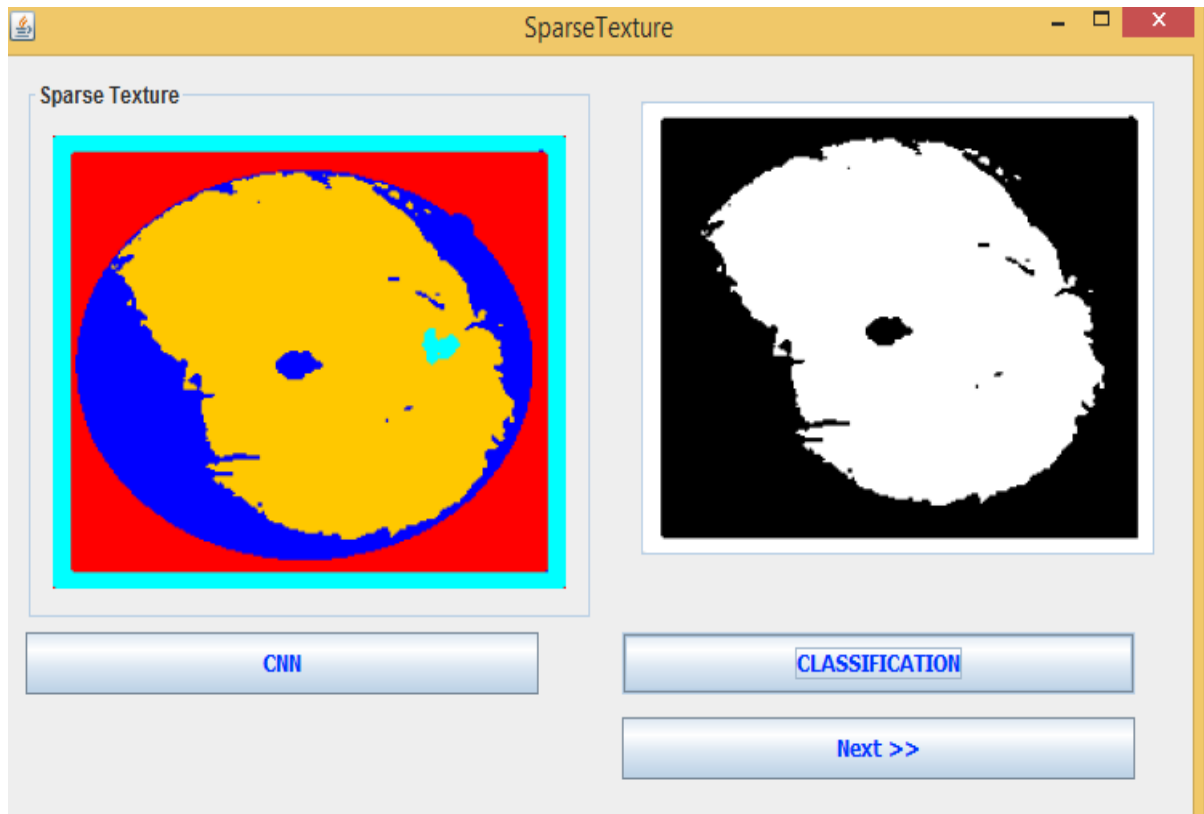 SparseTexture
Sparse Texture
CNN
CLASSIFICATION
Next >>